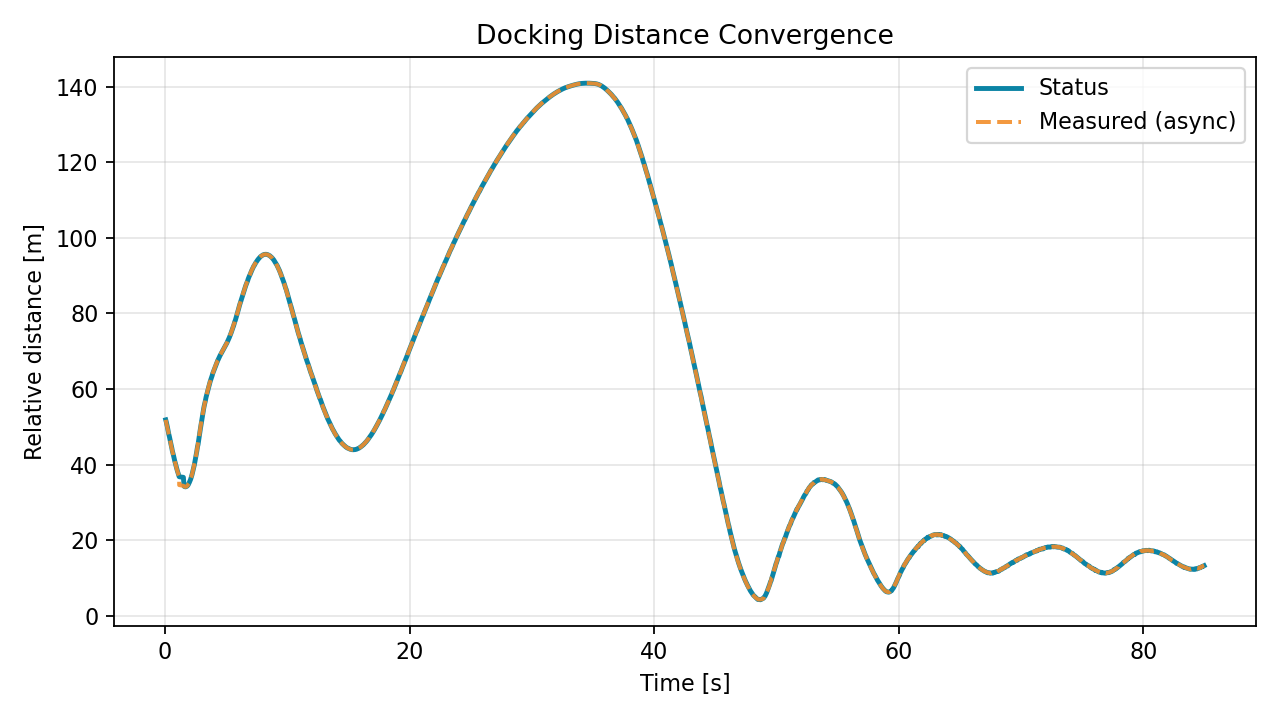 Docking Distance Convergence
Status
Measured (async)
Relative distance [m]
140
120
100
80
60
40
20
0
0 20 40 60 80
Time [s]